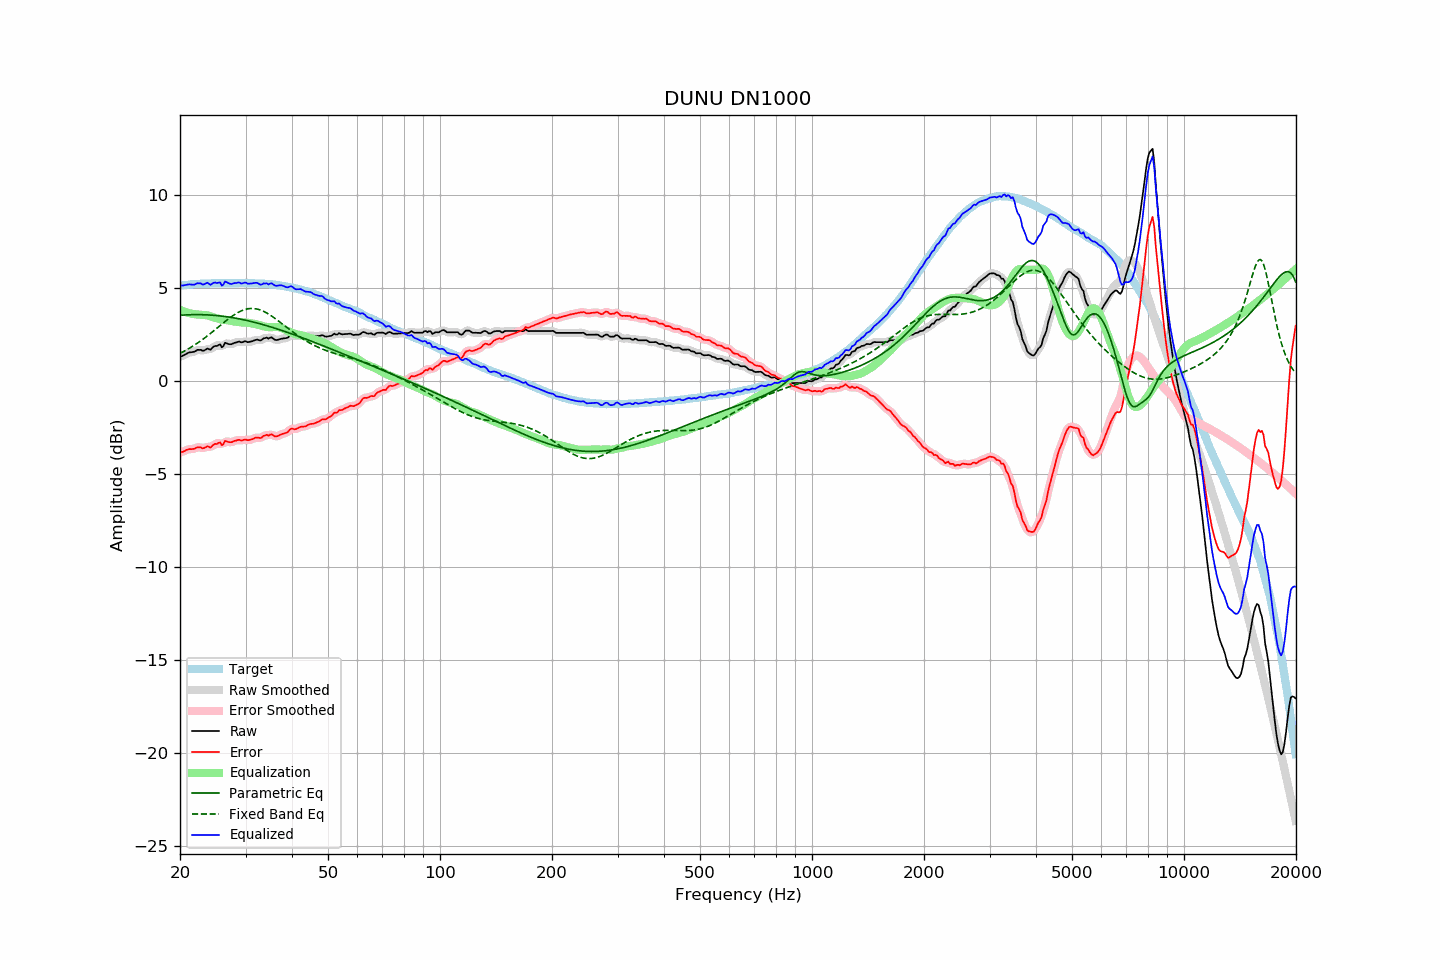 DUNU DN1000
10
5
0
−5
−10
−15
−20
−25
Amplitude (dBr)
Target
Raw Smoothed
Error Smoothed
Raw
Error
Equalization
Parametric Eq
Fixed Band Eq
Equalized
20 50 100 200 500 1000 2000 5000 10000 20000
Frequency (Hz)